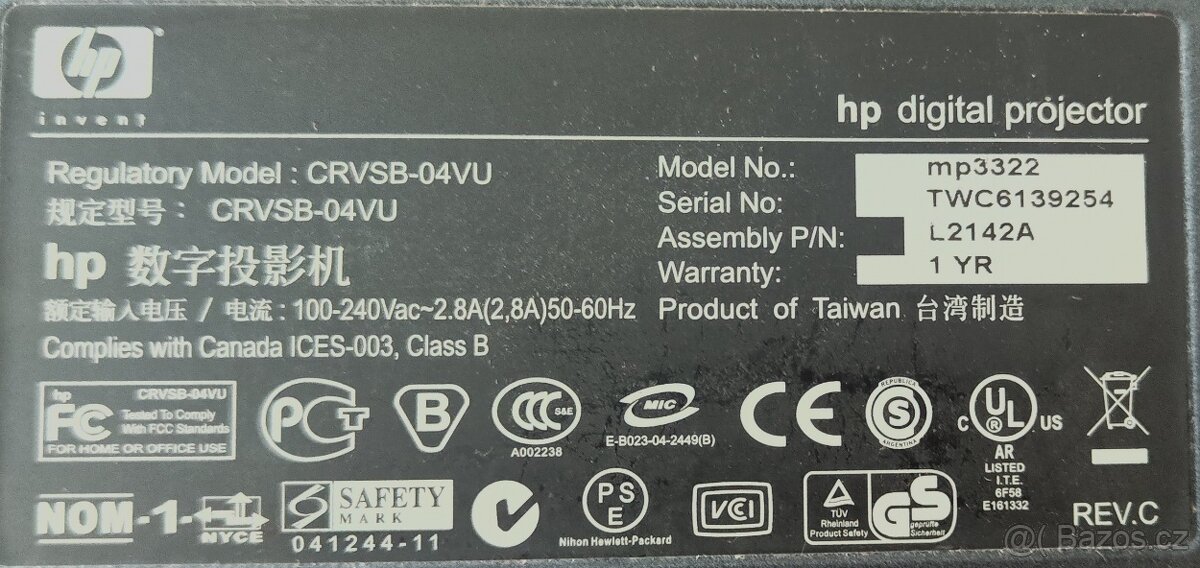 hp
invent
hp digital projector
Regulatory Model : CRVSB-04VU
规定型号： CRVSB-04VU
hp 数字投影机
额定输入电压 / 电流 : 100-240Vac~2.8A(2,8A)50-60Hz
Complies with Canada ICES-003, Class B
Model No.: mp3322
Serial No: TWC6139254
Assembly P/N: L2142A
Warranty: 1 YR
Product of Taiwan 台湾制造
hp CRVSB-04VU
FC Tested To Comply
With FCC Standards
FOR HOME OR OFFICE USE
PCT
B
CCC S&E
A002238
MIC
E-B023-04-2449(B)
CE
REPUBLICA
S
ARGENTINA
C UL US
AR
LISTED
I.T.E.
6F58
E161332
NOM-1-
NYCE
SAFETY
MARK
041244-11
PS
E
Nihon Hewlett-Packard
VCI
TÜV
Rheinland
Product Safety
GS
geprüfte
Sicherheit
REV.C
@( Bazos.cz